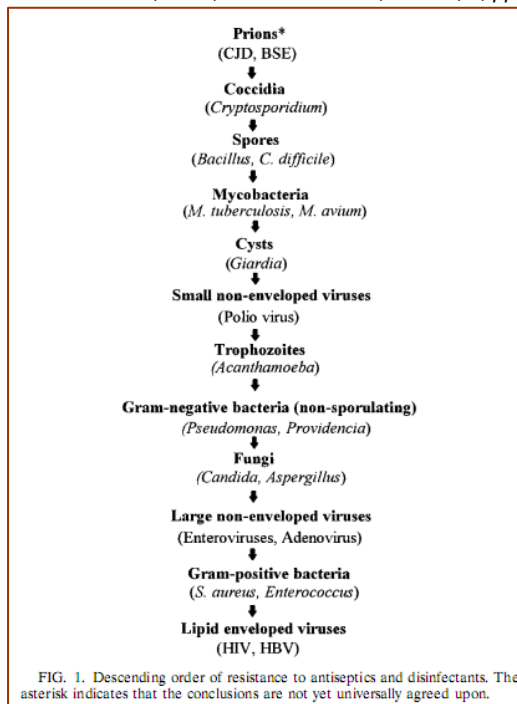 Prions*
(CJD, BSE)
Coccidia
(Cryptosporidium)
Spores
(Bacillus, C. difficile)
Mycobacteria
(M. tuberculosis, M. avium)
Cysts
(Giardia)
Small non-enveloped viruses
(Polio virus)
Trophozoites
(Acanthamoeba)
Gram-negative bacteria (non-sporulating)
(Pseudomonas, Providencia)
Fungi
(Candida, Aspergillus)
Large non-enveloped viruses
(Enteroviruses, Adenovirus)
Gram-positive bacteria
(S. aureus, Enterococcus)
Lipid enveloped viruses
(HIV, HBV)
FIG. 1. Descending order of resistance to antiseptics and disinfectants. The
asterisk indicates that the conclusions are not yet universally agreed upon.